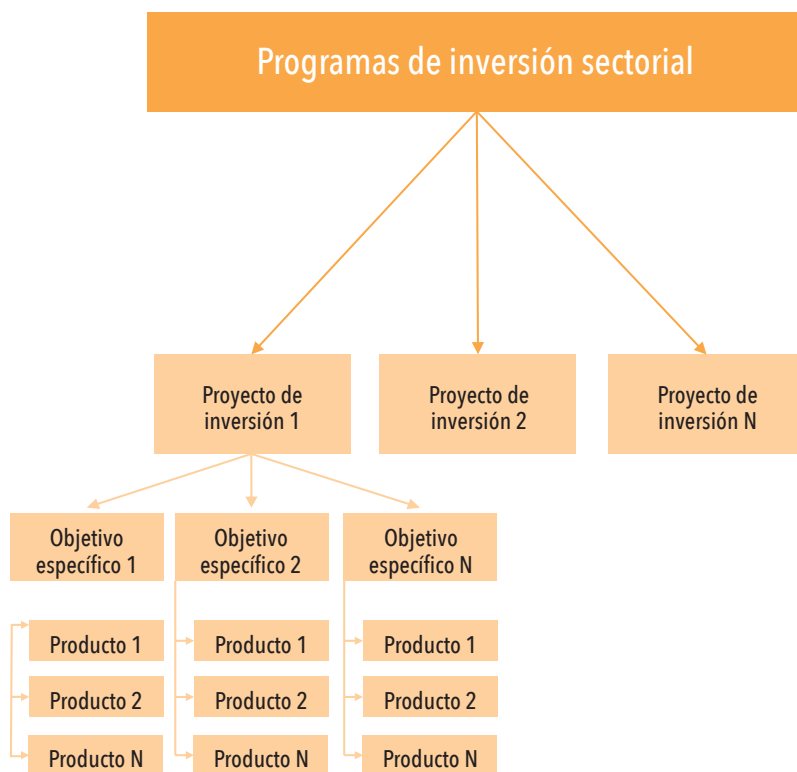 Programas de inversión sectorial
Proyecto de
inversión 1
Proyecto de
inversión 2
Proyecto de
inversión N
Objetivo
específico 1
Objetivo
específico 2
Objetivo
específico N
Producto 1
Producto 2
Producto N
Producto 1
Producto 2
Producto N
Producto 1
Producto 2
Producto N